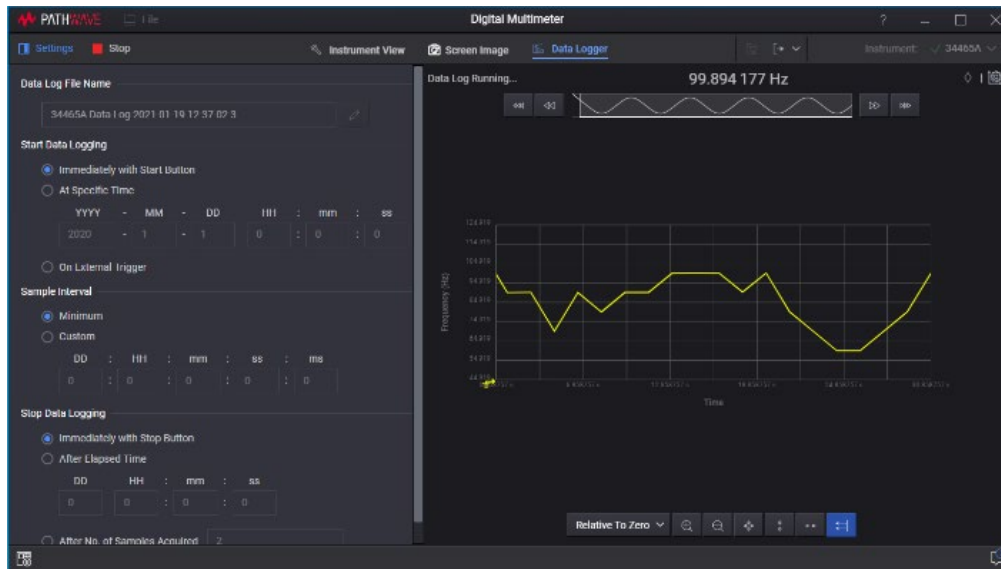 PATHWAVE File Digital Multimeter ?
Settings Stop Instrument View Screen Image Data Logger Instrument: 34465A
Data Log File Name
34465A Data Log 2021 01 19 12 37 02 3
Start Data Logging
Immediately with Start Button
At Specific Time
YYYY - MM - DD HH : mm : ss
2020 - 1 - 1 0 : 0 : 0
On External Trigger
Sample Interval
Minimum
Custom
DD : HH : mm : ss : ms
0 : 0 : 0 : 0 : 0
Stop Data Logging
Immediately with Stop Button
After Elapsed Time
DD HH : mm : ss
0 0 : 0 : 0
After No. of Samples Acquired 2
Data Log Running...
99.894 177 Hz
Frequency (Hz)
Time
Relative To Zero